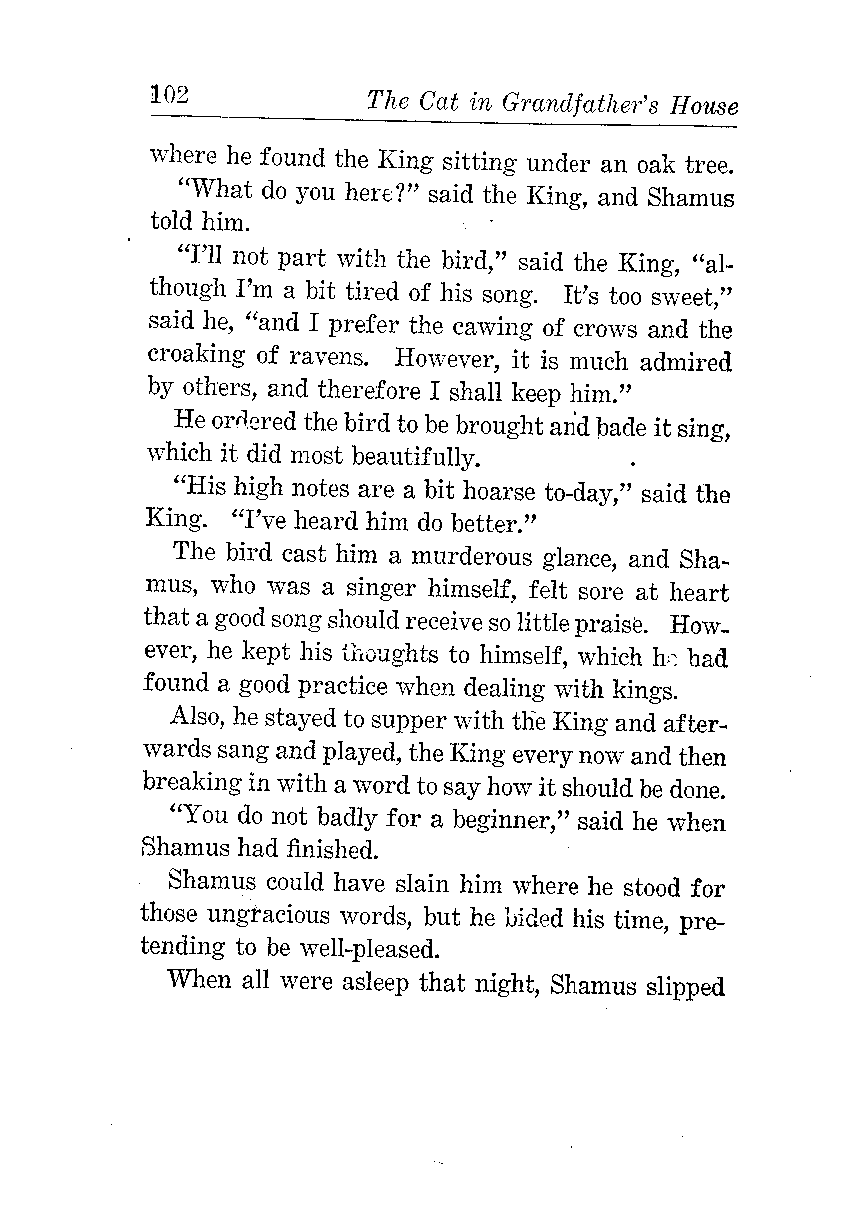 102 The Cat in Grandfather's House
where he found the King sitting under an oak tree.
"What do you here?" said the King, and Shamus
told him.
"I'll not part with the bird," said the King, "al-
though I'm a bit tired of his song. It's too sweet,"
said he, "and I prefer the cawing of crows and the
croaking of ravens. However, it is much admired
by others, and therefore I shall keep him."
He ordered the bird to be brought and bade it sing,
which it did most beautifully.
"His high notes are a bit hoarse to-day," said the
King. "I've heard him do better."
The bird cast him a murderous glance, and Sha-
mus, who was a singer himself, felt sore at heart
that a good song should receive so little praise. How-
ever, he kept his thoughts to himself, which he had
found a good practice when dealing with kings.
Also, he stayed to supper with the King and after-
wards sang and played, the King every now and then
breaking in with a word to say how it should be done.
"You do not badly for a beginner," said he when
Shamus had finished.
Shamus could have slain him where he stood for
those ungracious words, but he bided his time, pre-
tending to be well-pleased.
When all were asleep that night, Shamus slipped